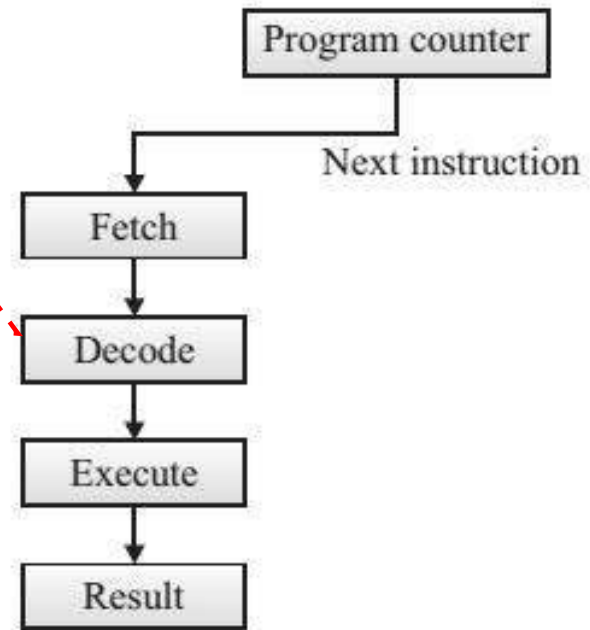 Program counter
Next instruction
Fetch
Decode
Execute
Result